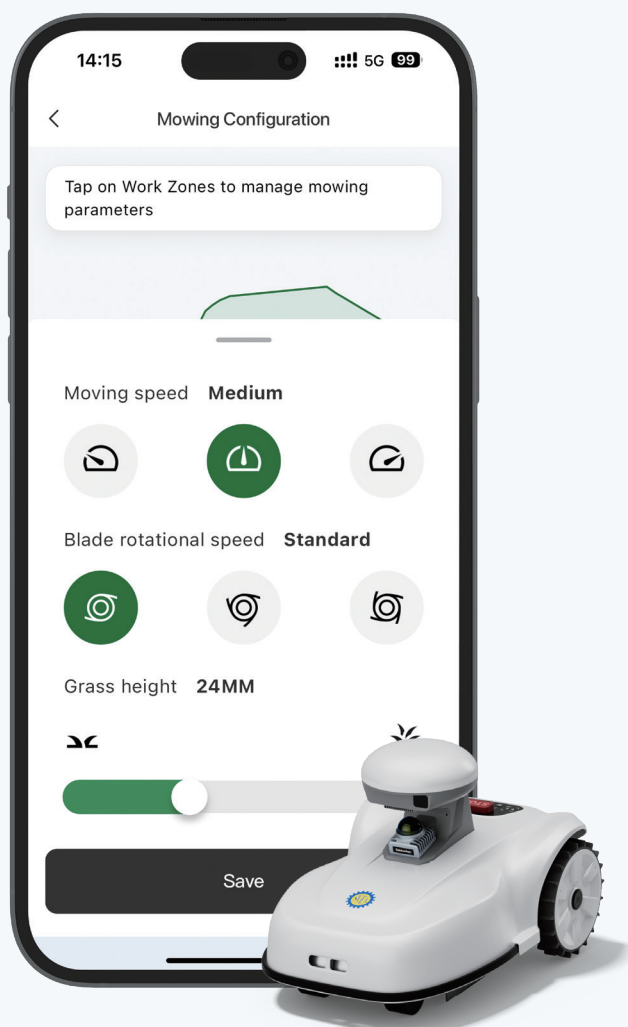 14:15
5G 99
Mowing Configuration
Tap on Work Zones to manage mowing
parameters
Moving speed Medium
Blade rotational speed Standard
Grass height 24MM
Save
STOP